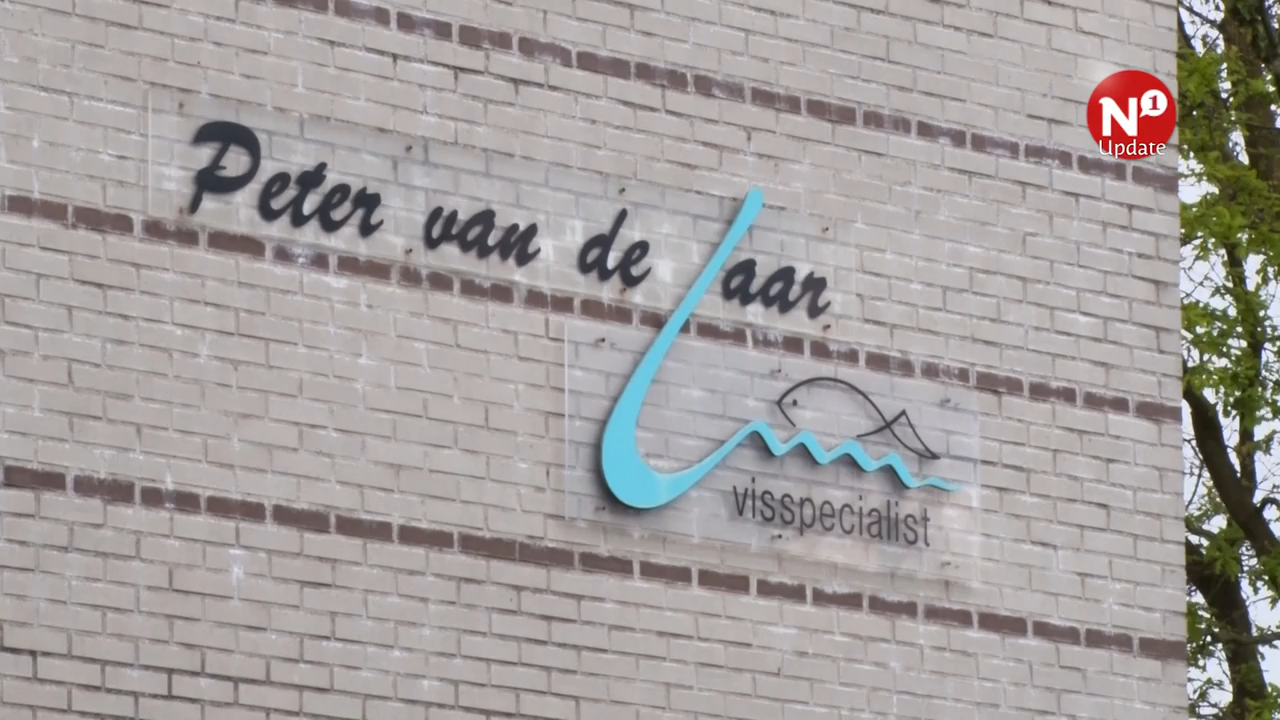 Peter van de Laar
visspecialist
N1
Update